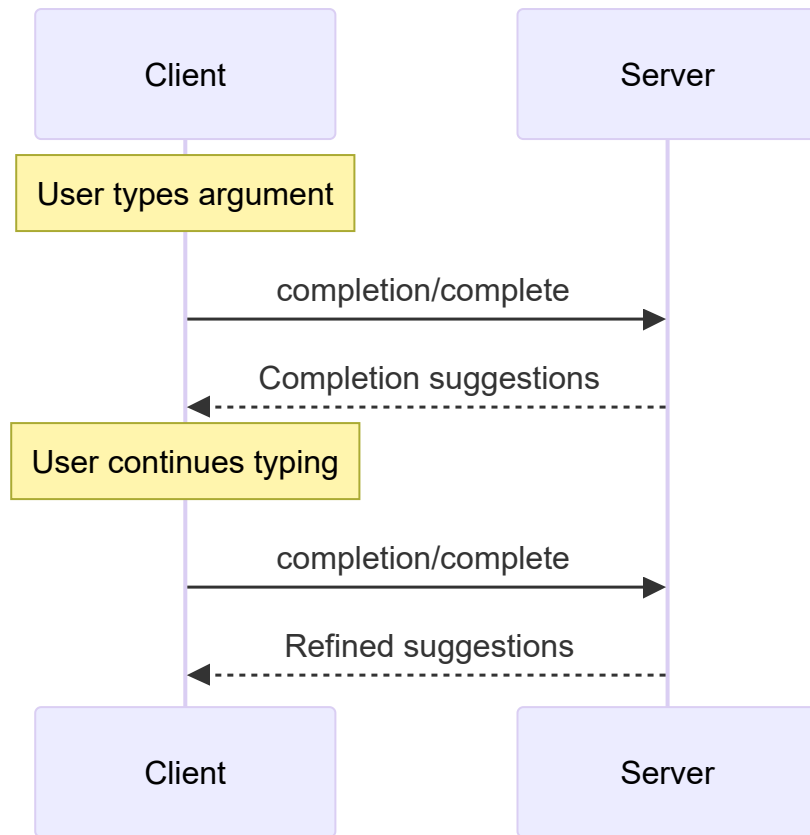 Client
Server
User types argument
completion/complete
Completion suggestions
User continues typing
completion/complete
Refined suggestions
Client
Server